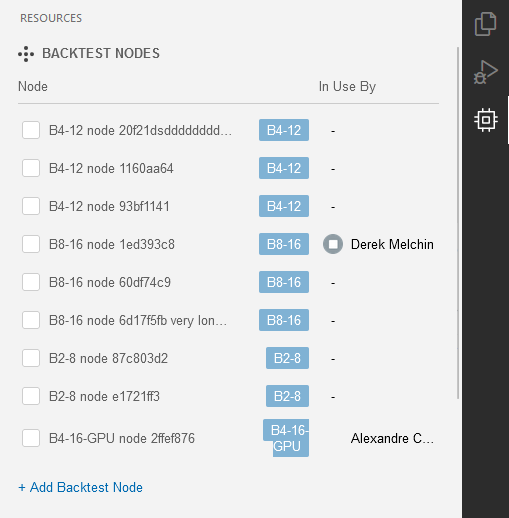 RESOURCES
BACKTEST NODES
Node In Use By
B4-12 node 20f21dsdddddddd... B4-12 -
B4-12 node 1160aa64 B4-12 -
B4-12 node 93bf1141 B4-12 -
B8-16 node 1ed393c8 B8-16 Derek Melchin
B8-16 node 60df74c9 B8-16 -
B8-16 node 6d17f5fb very lon... B8-16 -
B2-8 node 87c803d2 B2-8 -
B2-8 node e1721ff3 B2-8 -
B4-16-GPU node 2ffef876 B4-16-GPU Alexandre C...
+ Add Backtest Node